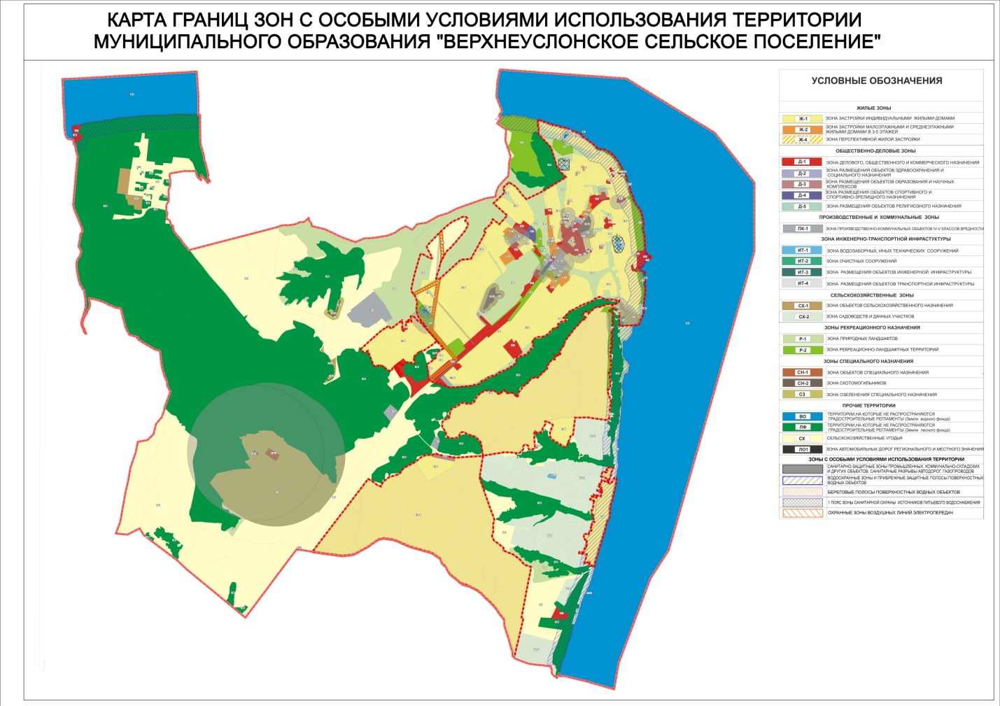 КАРТА ГРАНИЦ ЗОН С ОСОБЫМИ УСЛОВИЯМИ ИСПОЛЬЗОВАНИЯ ТЕРРИТОРИИ
МУНИЦИПАЛЬНОГО ОБРАЗОВАНИЯ "ВЕРХНЕУСЛОНСКОЕ СЕЛЬСКОЕ ПОСЕЛЕНИЕ"
УСЛОВНЫЕ ОБОЗНАЧЕНИЯ
ЖИЛЫЕ ЗОНЫ
Ж-1 ЗОНА ЗАСТРОЙКИ ИНДИВИДУАЛЬНЫМИ ЖИЛЫМИ ДОМАМИ
Ж-2 ЗОНА ЗАСТРОЙКИ МАЛОЭТАЖНЫМИ И СРЕДНЕЭТАЖНЫМИ
ЖИЛЫМИ ДОМАМИ В 3-5 ЭТАЖЕЙ
Ж-4 ЗОНА ПЕРСПЕКТИВНОЙ ЖИЛОЙ ЗАСТРОЙКИ
ОБЩЕСТВЕННО-ДЕЛОВЫЕ ЗОНЫ
Д-1 ЗОНА ДЕЛОВОГО, ОБЩЕСТВЕННОГО И КОММЕРЧЕСКОГО НАЗНАЧЕНИЯ
Д-2 ЗОНА РАЗМЕЩЕНИЯ ОБЪЕКТОВ ЗДРАВООХРАНЕНИЯ И
СОЦИАЛЬНОГО НАЗНАЧЕНИЯ
Д-3 ЗОНА РАЗМЕЩЕНИЯ ОБЪЕКТОВ ОБРАЗОВАНИЯ И НАУЧНЫХ
КОМПЛЕКСОВ
Д-4 ЗОНА РАЗМЕЩЕНИЯ ОБЪЕКТОВ СПОРТИВНОГО И
СПОРТИВНО-ЗРЕЛИЩНОГО НАЗНАЧЕНИЯ
Д-5 ЗОНА РАЗМЕЩЕНИЯ ОБЪЕКТОВ РЕЛИГИОЗНОГО НАЗНАЧЕНИЯ
ПРОИЗВОДСТВЕННЫЕ И КОММУНАЛЬНЫЕ ЗОНЫ
ПК-1 ЗОНА ПРОИЗВОДСТВЕННО-КОММУНАЛЬНЫХ ОБЪЕКТОВ IV-V КЛАССОВ ВРЕДНОСТИ
ЗОНА ИНЖЕНЕРНО-ТРАНСПОРТНОЙ ИНФРАСТУКТУРЫ
ИТ-1 ЗОНА ВОДОЗАБОРНЫХ, ИНЫХ ТЕХНИЧЕСКИХ СООРУЖЕНИЙ
ИТ-2 ЗОНА ОЧИСТНЫХ СООРУЖЕНИЙ
ИТ-3 ЗОНА РАЗМЕЩЕНИЯ ОБЪЕКТОВ ИНЖЕНЕРНОЙ ИНФРАСТРУКТУРЫ
ИТ-4 ЗОНА РАЗМЕЩЕНИЯ ОБЪЕКТОВ ТРАНСПОРТНОЙ ИНФРАСТРУКТУРЫ
СЕЛЬСКОХОЗЯЙСТВЕННЫЕ ЗОНЫ
СХ-1 ЗОНА ОБЪЕКТОВ СЕЛЬСКОХОЗЯЙСТВЕННОГО НАЗНАЧЕНИЯ
СХ-2 ЗОНА САДОВОДСТВ И ДАЧНЫХ УЧАСТКОВ
ЗОНЫ РЕКРЕАЦИОННОГО НАЗНАЧЕНИЯ
Р-1 ЗОНА ПРИРОДНЫХ ЛАНДШАФТОВ
Р-2 ЗОНА РЕКРЕАЦИОННО-ЛАНДШАФТНЫХ ТЕРРИТОРИЙ
ЗОНЫ СПЕЦИАЛЬНОГО НАЗНАЧЕНИЯ
СН-1 ЗОНА ОБЪЕКТОВ СПЕЦИАЛЬНОГО НАЗНАЧЕНИЯ
СН-2 ЗОНА СКОТОМОГИЛЬНИКОВ
СЗ ЗОНА ОЗЕЛЕНЕНИЯ СПЕЦИАЛЬНОГО НАЗНАЧЕНИЯ
ПРОЧИЕ ТЕРРИТОРИИ
ВО ТЕРРИТОРИИ,НА КОТОРЫЕ НЕ РАСПРОСТРАНЯЮТСЯ
ГРАДОСТРОИТЕЛЬНЫЕ РЕГЛАМЕНТЫ (Земли водного фонда)
ЛФ ТЕРРИТОРИИ,НА КОТОРЫЕ НЕ РАСПРОСТРАНЯЮТСЯ
ГРАДОСТРОИТЕЛЬНЫЕ РЕГЛАМЕНТЫ (Земли лесного фонда)
СХ СЕЛЬСКОХОЗЯЙСТВЕННЫЕ УГОДЬЯ
ЛО1 ЗОНА АВТОМОБИЛЬНЫХ ДОРОГ РЕГИОНАЛЬНОГО И МЕСТНОГО ЗНАЧЕНИЯ
ЗОНЫ С ОСОБЫМИ УСЛОВИЯМИ ИСПОЛЬЗОВАНИЯ ТЕРРИТОРИИ
САНИТАРНО-ЗАЩИТНЫЕ ЗОНЫ ПРОМЫШЛЕННЫХ, КОММУНАЛЬНО-СКЛАДСКИХ
И ДРУГИХ ОБЪЕКТОВ, САНИТАРНЫЕ РАЗРЫВЫ АВТОДОРОГ, ГАЗОПРОВОДОВ
ВОДООХРАННЫЕ ЗОНЫ И ПРИБРЕЖНЫЕ ЗАЩИТНЫЕ ПОЛОСЫ ПОВЕРХНОСТНЫХ
ВОДНЫХ ОБЪЕКТОВ
БЕРЕГОВЫЕ ПОЛОСЫ ПОВЕРХНОСТНЫХ ВОДНЫХ ОБЪЕКТОВ
1 ПОЯС ЗОНЫ САНИТАРНОЙ ОХРАНЫ ИСТОЧНИКОВ ПИТЬЕВОГО ВОДОСНАБЖЕНИЯ
ОХРАННЫЕ ЗОНЫ ВОЗДУШНЫХ ЛИНИЙ ЭЛЕКТОПЕРЕДАЧ